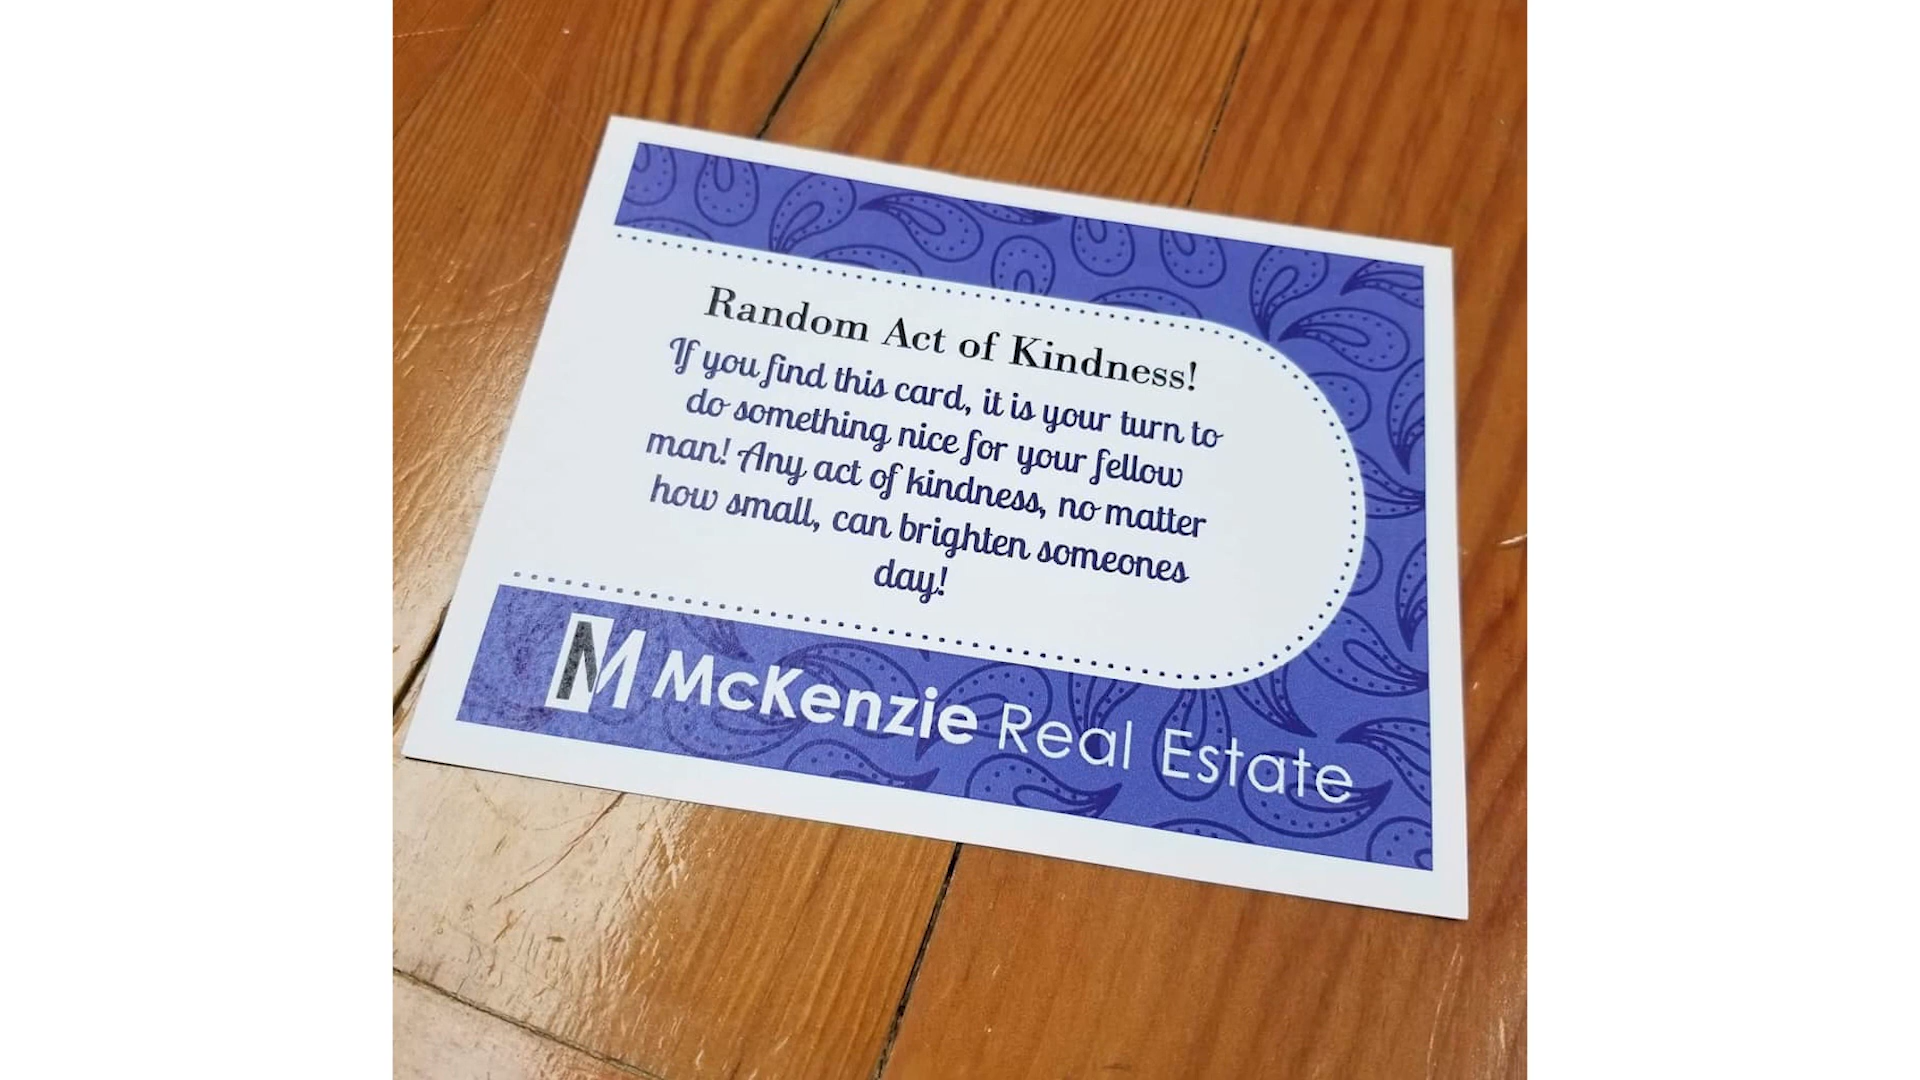 Random Act of Kindness!
If you find this card, it is your turn to
do something nice for your fellow
man! Any act of kindness, no matter
how small, can brighten someones
day!
M McKenzie Real Estate